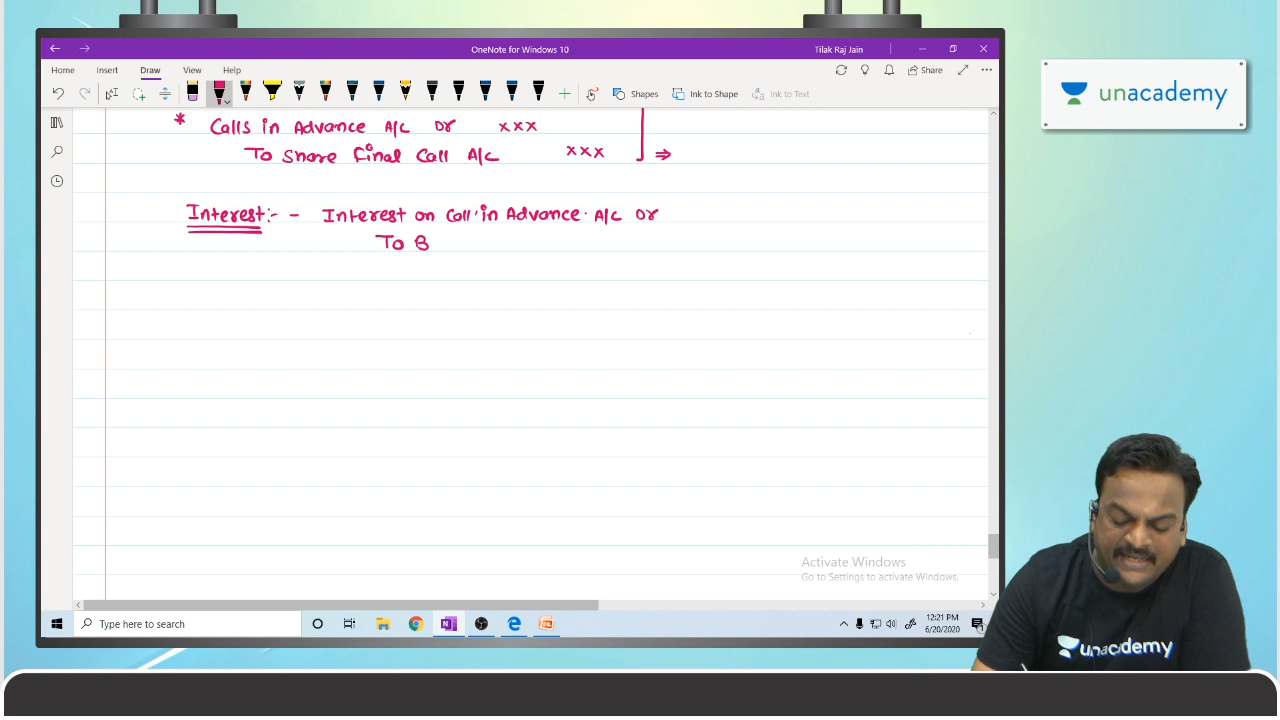 OneNote for Windows 10
Tilak Raj Jain
Home Insert Draw View Help
Share
Shapes Ink to Shape Ink to Text
* Calls in Advance A/c Dr xxx
To Share Final Call A/c xxx ⇒
Interest:- - Interest on Call in Advance A/c Dr
To B
Activate Windows
Go to Settings to activate Windows.
Type here to search
12:21 PM
6/20/2020
unacademy
unacademy